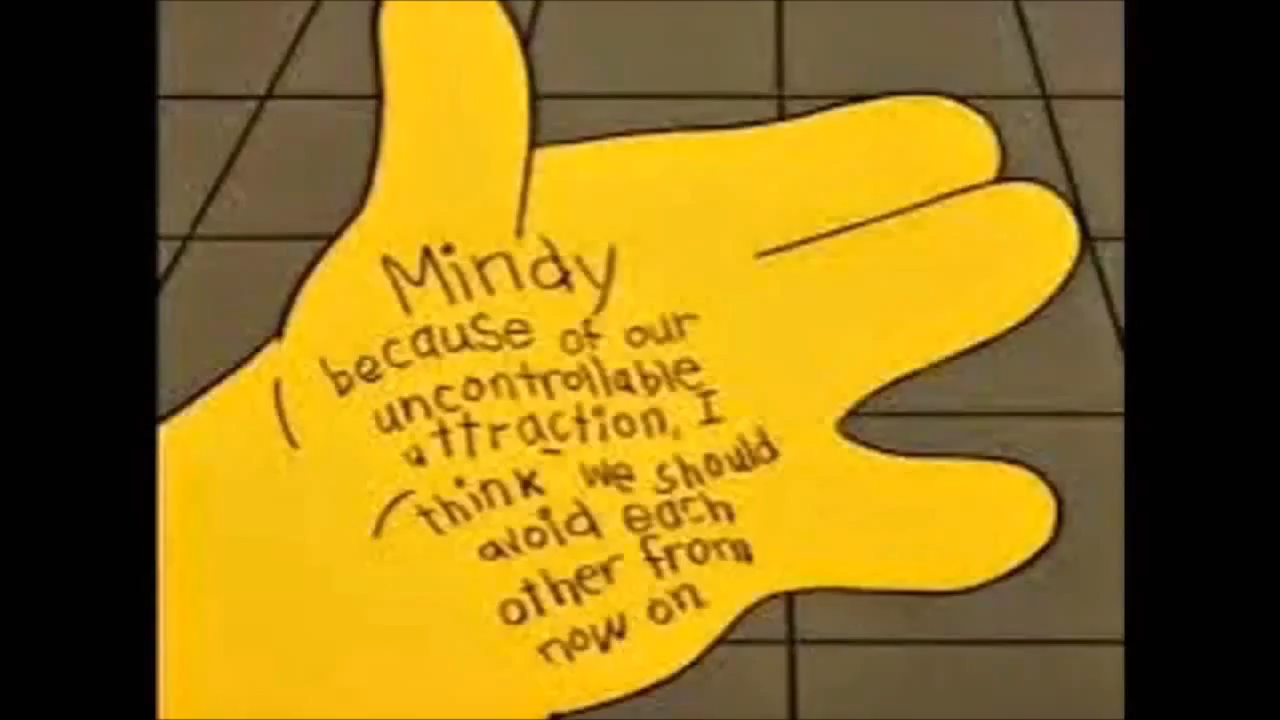 Mindy
because of our
uncontrollable
attraction, I
think we should
avoid each
other from
now on